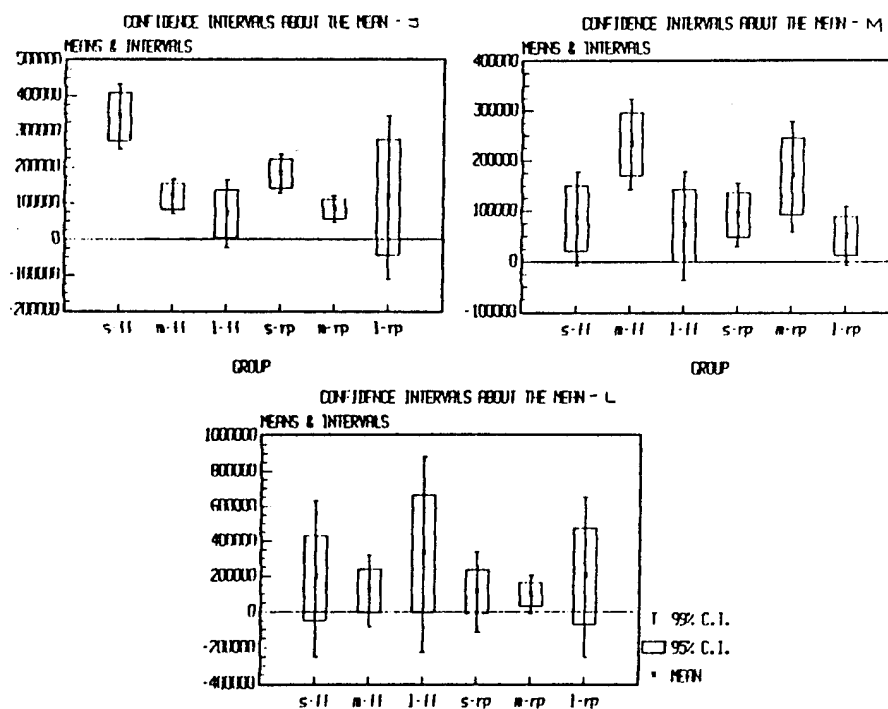 CONFIDENCE INTERVALS ABOUT THE MEAN - J
MEANS & INTERVALS
500000
400000
300000
200000
100000
0
-100000
-200000
s-ll m-ll l-ll s-rp m-rp l-rp
GROUP
CONFIDENCE INTERVALS ABOUT THE MEAN - M
MEANS & INTERVALS
400000
300000
200000
100000
0
-100000
s-ll m-ll l-ll s-rp m-rp l-rp
GROUP
CONFIDENCE INTERVALS ABOUT THE MEAN - L
MEANS & INTERVALS
1000000
800000
600000
400000
200000
0
-200000
-400000
s-ll m-ll l-ll s-rp m-rp l-rp
99% C.I.
95% C.I.
MEAN